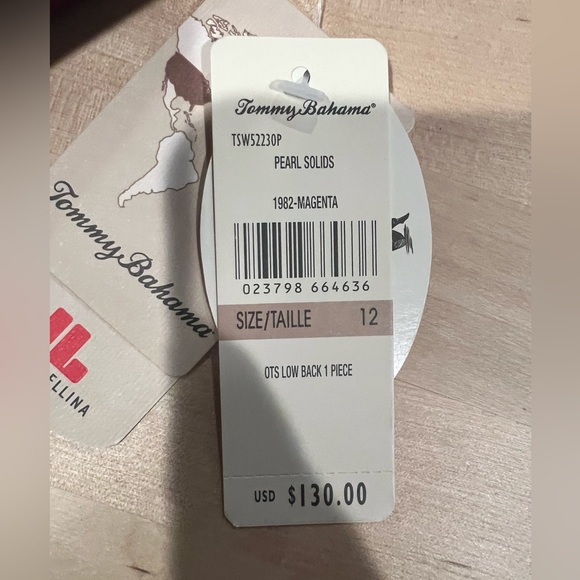 Tommy Bahama®
TSW52230P
PEARL SOLIDS
1982-MAGENTA
023798 664636
SIZE/TAILLE 12
OTS LOW BACK 1 PIECE
USD $130.00
Tommy Bahama
ELLINA